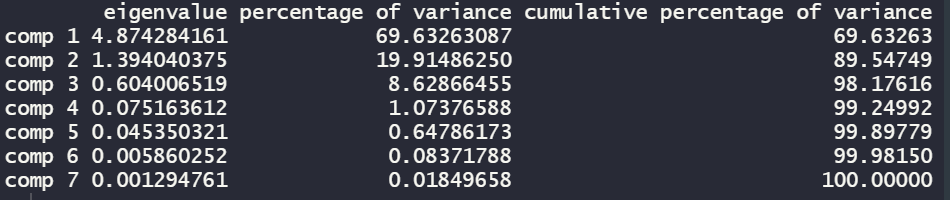 eigenvalue percentage of variance cumulative percentage of variance
comp 1 4.874284161 69.63263087 69.63263
comp 2 1.394040375 19.91486250 89.54749
comp 3 0.604006519 8.62866455 98.17616
comp 4 0.075163612 1.07376588 99.24992
comp 5 0.045350321 0.64786173 99.89779
comp 6 0.005860252 0.08371788 99.98150
comp 7 0.001294761 0.01849658 100.00000